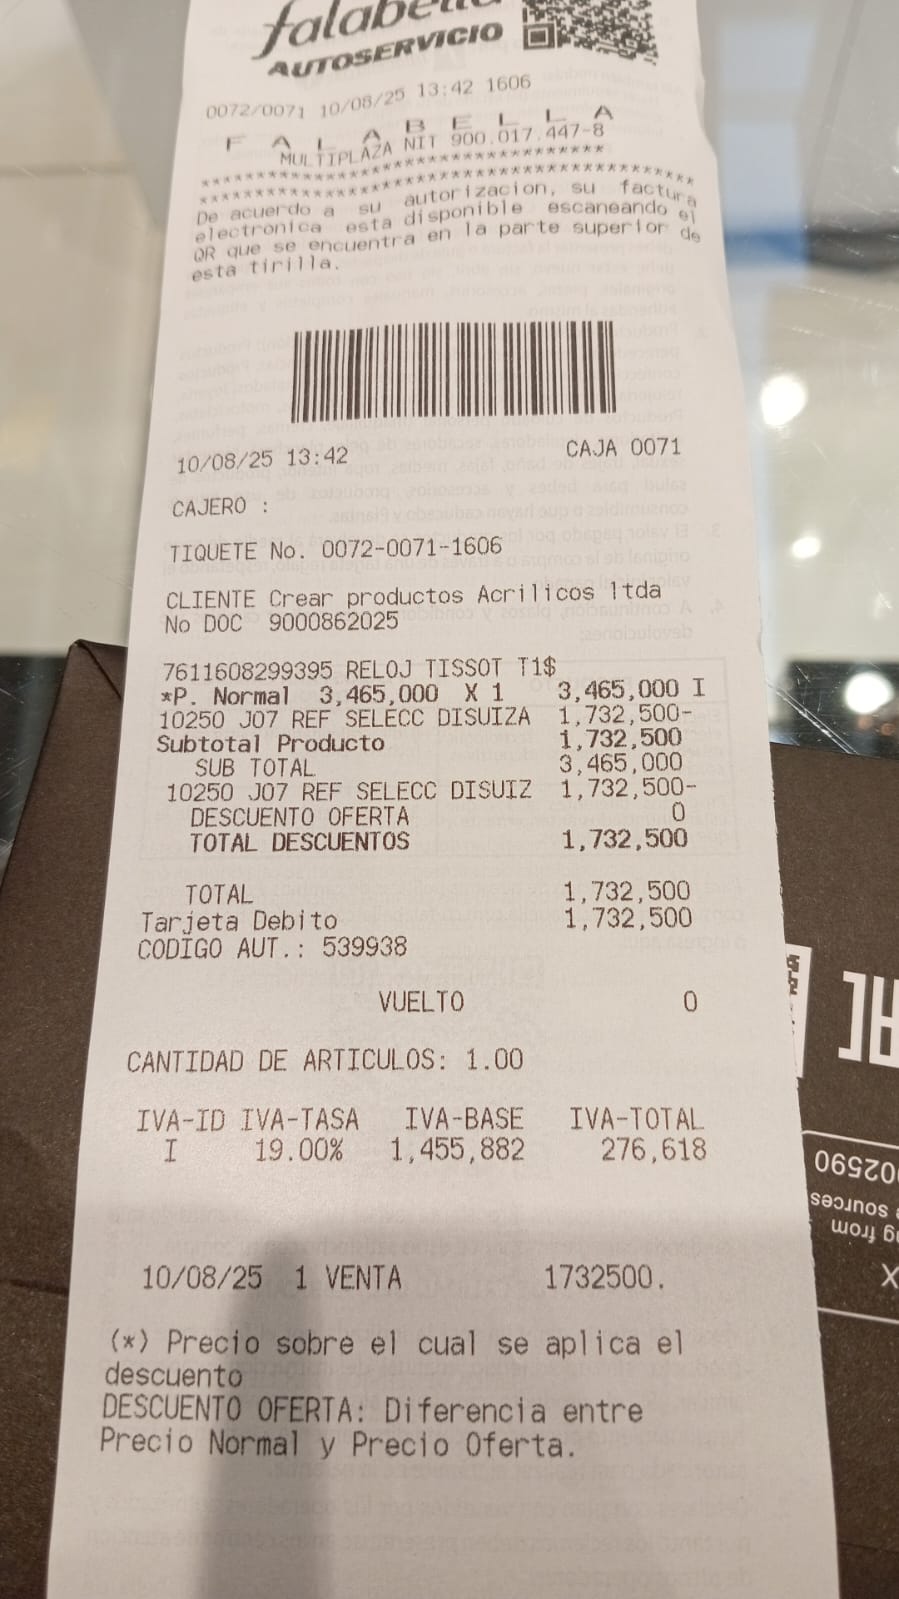 falabella
AUTOSERVICIO
0072/0071 10/08/25 13:42 1606
F A L A B E L L A
MULTIPLAZA NIT 900.017.447-8
************************************
************************************
De acuerdo a su autorizacion, su factura
electronica esta disponible escaneando el
QR que se encuentra en la parte superior de
esta tirilla.
10/08/25 13:42 CAJA 0071
CAJERO :
TIQUETE No. 0072-0071-1606
CLIENTE Crear productos Acrilicos ltda
No DOC 9000862025
7611608299395 RELOJ TISSOT T1$
*P. Normal 3,465,000 X 1 3,465,000 I
10250 J07 REF SELECC DISUIZA 1,732,500-
Subtotal Producto 1,732,500
SUB TOTAL 3,465,000
10250 J07 REF SELECC DISUIZ 1,732,500-
DESCUENTO OFERTA 0
TOTAL DESCUENTOS 1,732,500
TOTAL 1,732,500
Tarjeta Debito 1,732,500
CODIGO AUT.: 539938
VUELTO 0
CANTIDAD DE ARTICULOS: 1.00
IVA-ID IVA-TASA IVA-BASE IVA-TOTAL
I 19.00% 1,455,882 276,618
10/08/25 1 VENTA 1732500.
(*) Precio sobre el cual se aplica el
descuento
DESCUENTO OFERTA: Diferencia entre
Precio Normal y Precio Oferta.
02590
sources
from